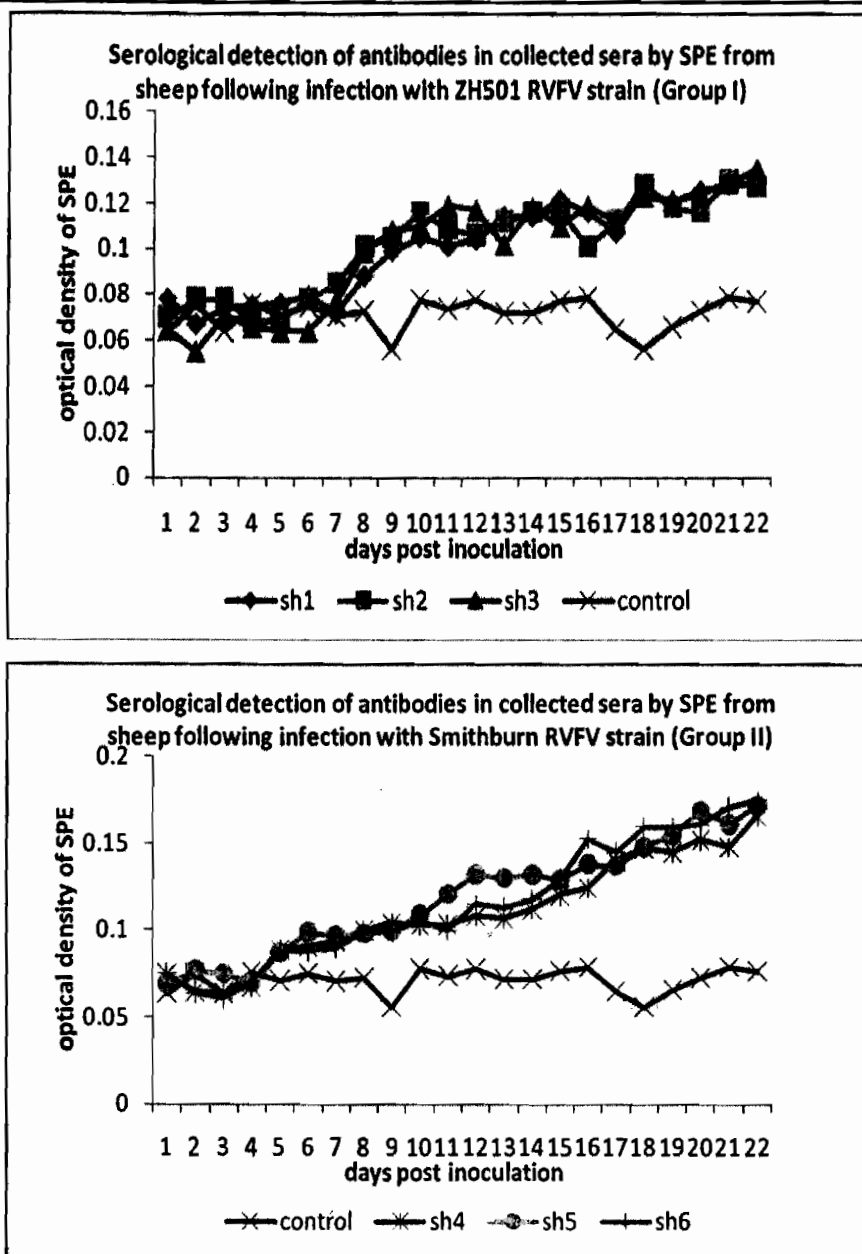 Serological detection of antibodies in collected sera by SPE from
sheep following infection with ZH501 RVFV strain (Group I)
optical density of SPE
0.16
0.14
0.12
0.1
0.08
0.06
0.04
0.02
0
1 2 3 4 5 6 7 8 9 10 11 12 13 14 15 16 17 18 19 20 21 22
days post inoculation
sh1 sh2 sh3 control
Serological detection of antibodies in collected sera by SPE from
sheep following infection with Smithburn RVFV strain (Group II)
optical density of SPE
0.2
0.15
0.1
0.05
0
1 2 3 4 5 6 7 8 9 10 11 12 13 14 15 16 17 18 19 20 21 22
days post inoculation
control sh4 sh5 sh6